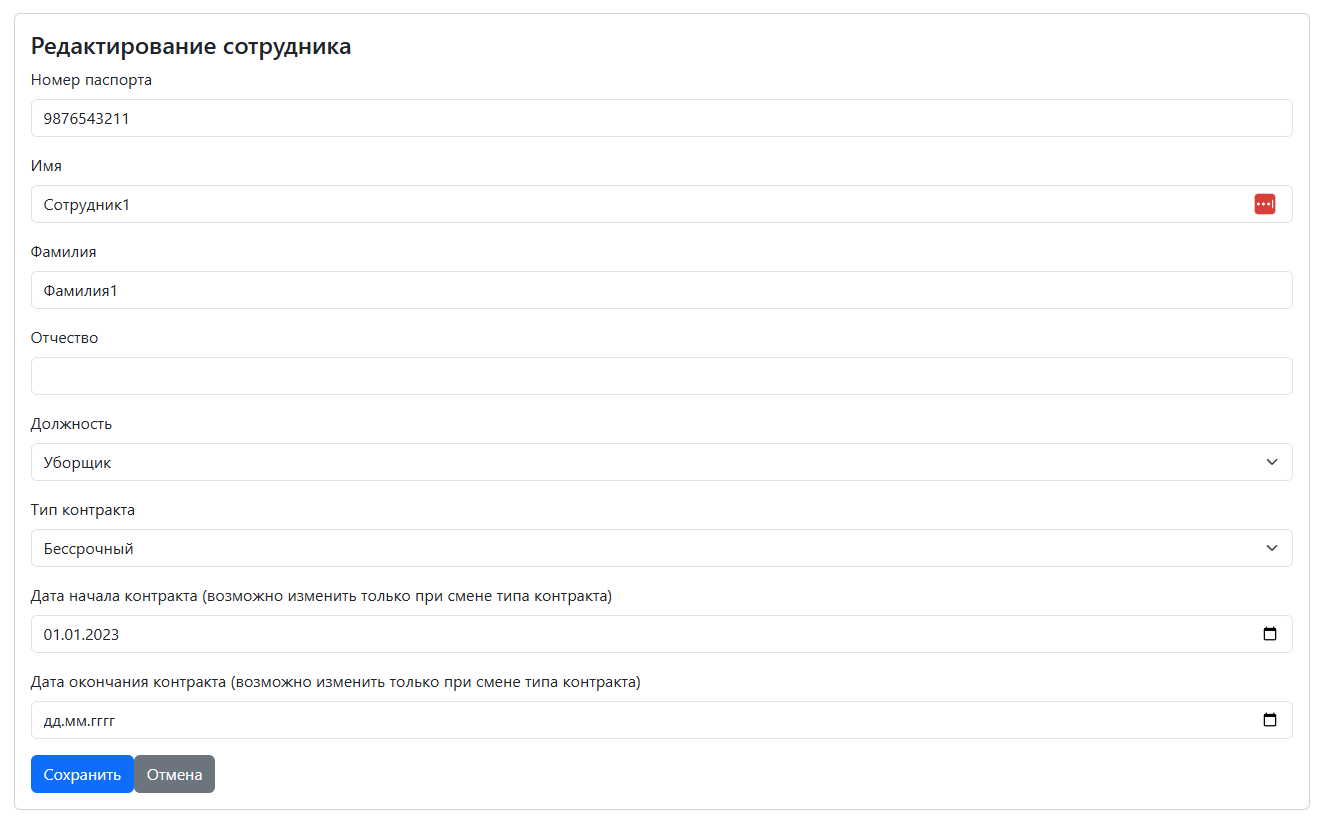 Редактирование сотрудника
Номер паспорта
9876543211
Имя
Сотрудник1
Фамилия
Фамилия1
Отчество
Должность
Уборщик
Тип контракта
Бессрочный
Дата начала контракта (возможно изменить только при смене типа контракта)
01.01.2023
Дата окончания контракта (возможно изменить только при смене типа контракта)
дд.мм.гггг
Сохранить Отмена